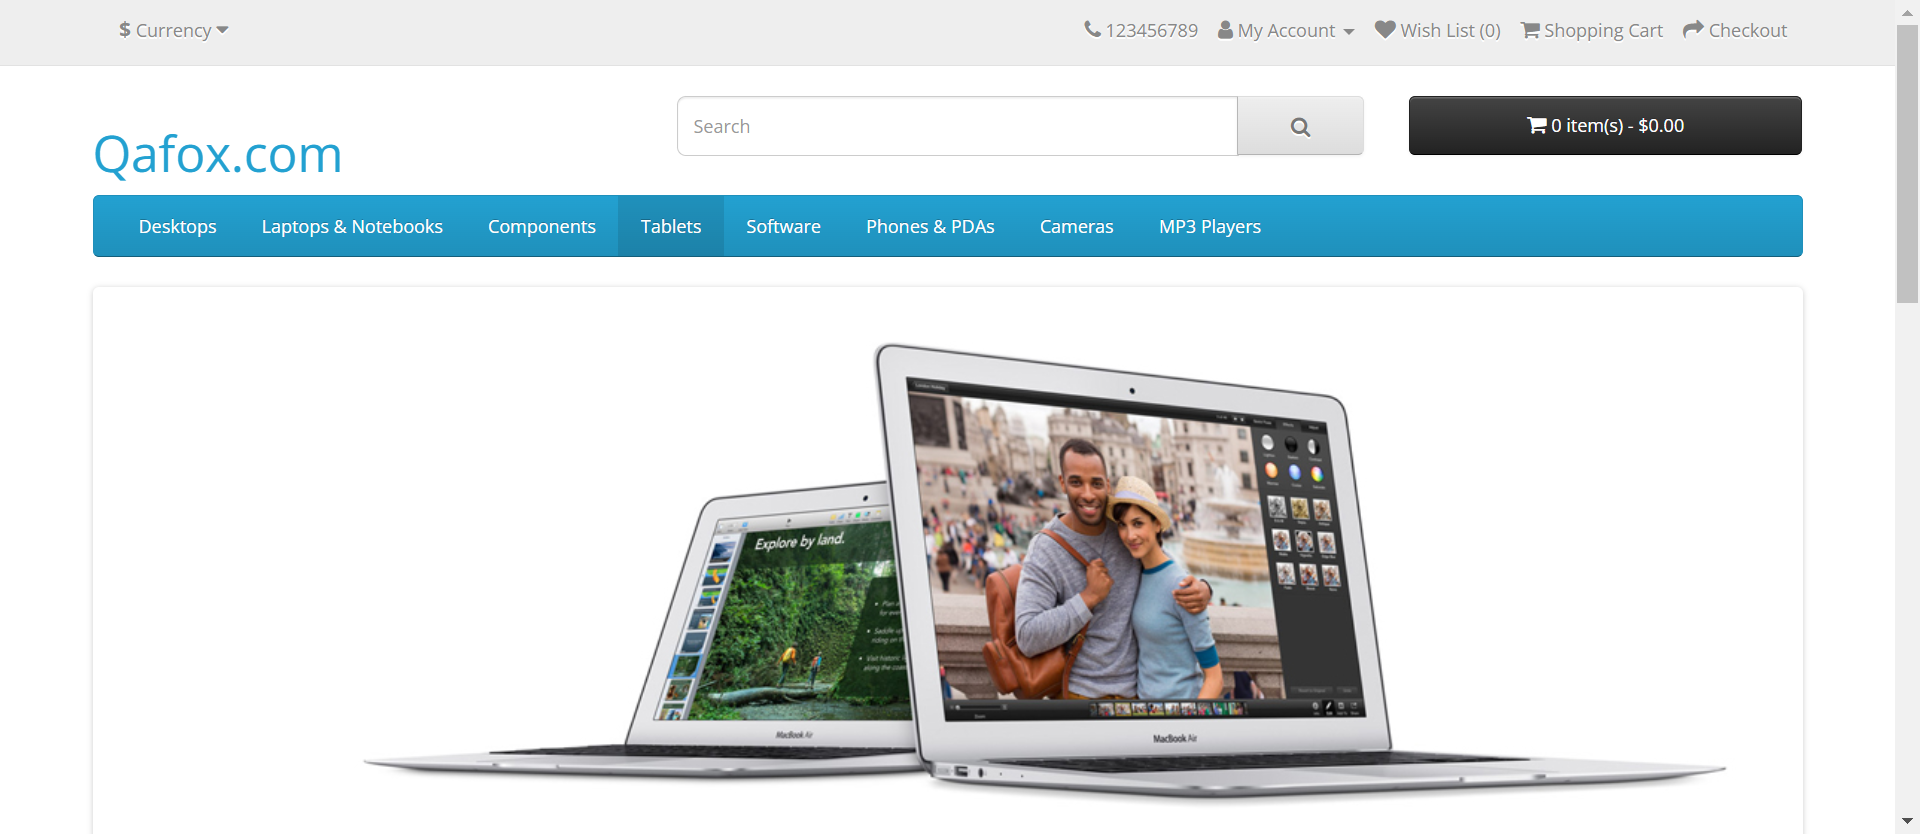 $ Currency
123456789 My Account Wish List (0) Shopping Cart Checkout
Search
0 item(s) - $0.00
Qafox.com
Desktops Laptops & Notebooks Components Tablets Software Phones & PDAs Cameras MP3 Players
Explore by land.
MacBook Air
MacBook Air